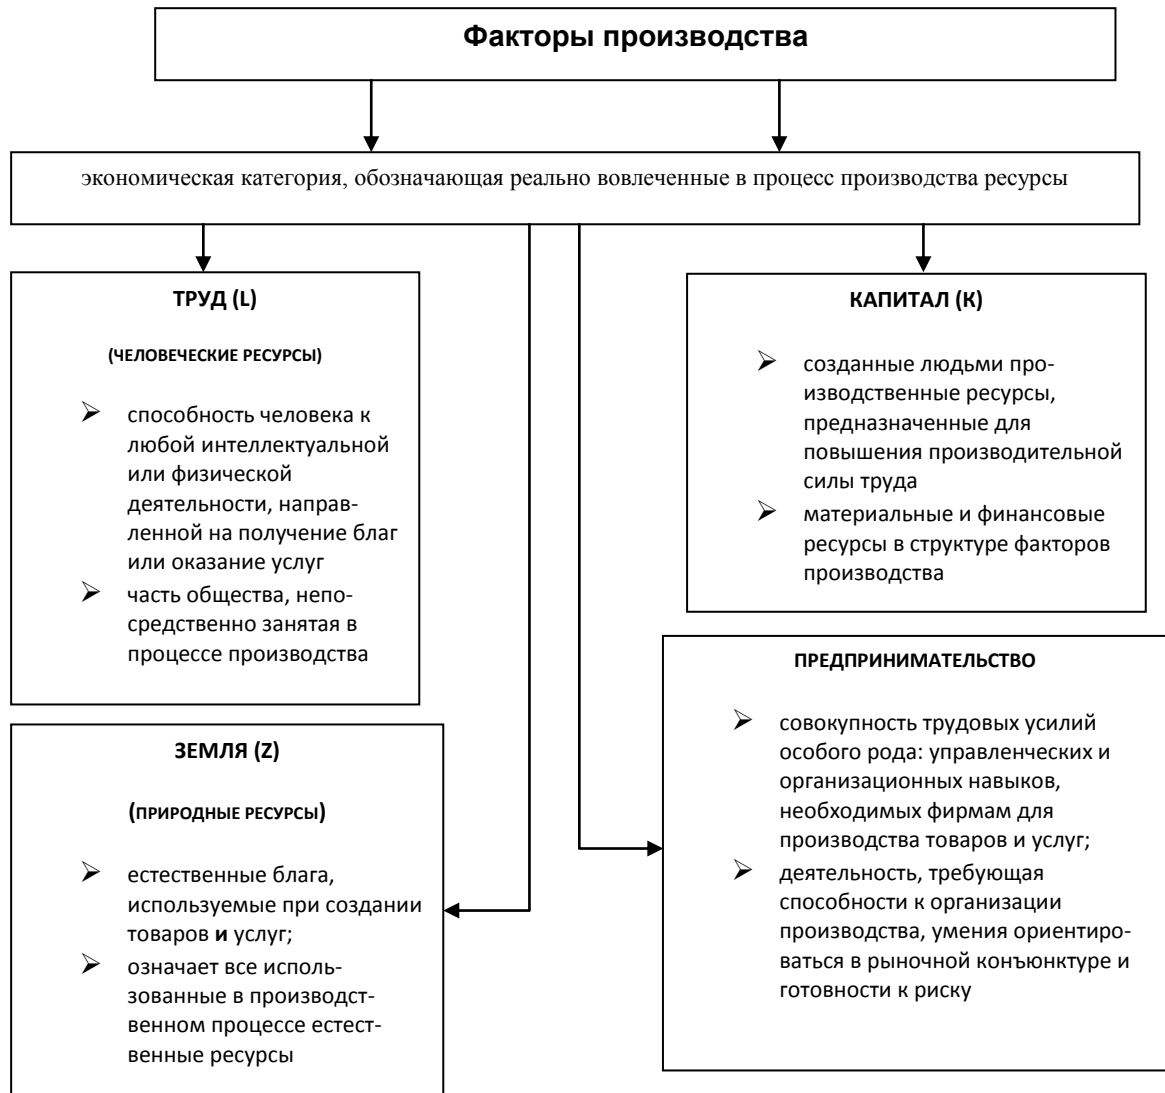 Факторы производства
экономическая категория, обозначающая реально вовлеченные в процесс производства ресурсы
ТРУД (L)
(ЧЕЛОВЕЧЕСКИЕ РЕСУРСЫ)
➢ способность человека к
любой интеллектуальной
или физической
деятельности, направ-
ленной на получение благ
или оказание услуг
➢ часть общества, непо-
средственно занятая в
процессе производства
КАПИТАЛ (К)
➢ созданные людьми про-
изводственные ресурсы,
предназначенные для
повышения производительной
силы труда
➢ материальные и финансовые
ресурсы в структуре факторов
производства
ЗЕМЛЯ (Z)
(ПРИРОДНЫЕ РЕСУРСЫ)
➢ естественные блага,
используемые при создании
товаров и услуг;
➢ означает все исполь-
зованные в производст-
венном процессе естест-
венные ресурсы
ПРЕДПРИНИМАТЕЛЬСТВО
➢ совокупность трудовых усилий
особого рода: управленческих и
организационных навыков,
необходимых фирмам для
производства товаров и услуг;
➢ деятельность, требующая
способности к организации
производства, умения ориентиро-
ваться в рыночной конъюнктуре и
готовности к риску